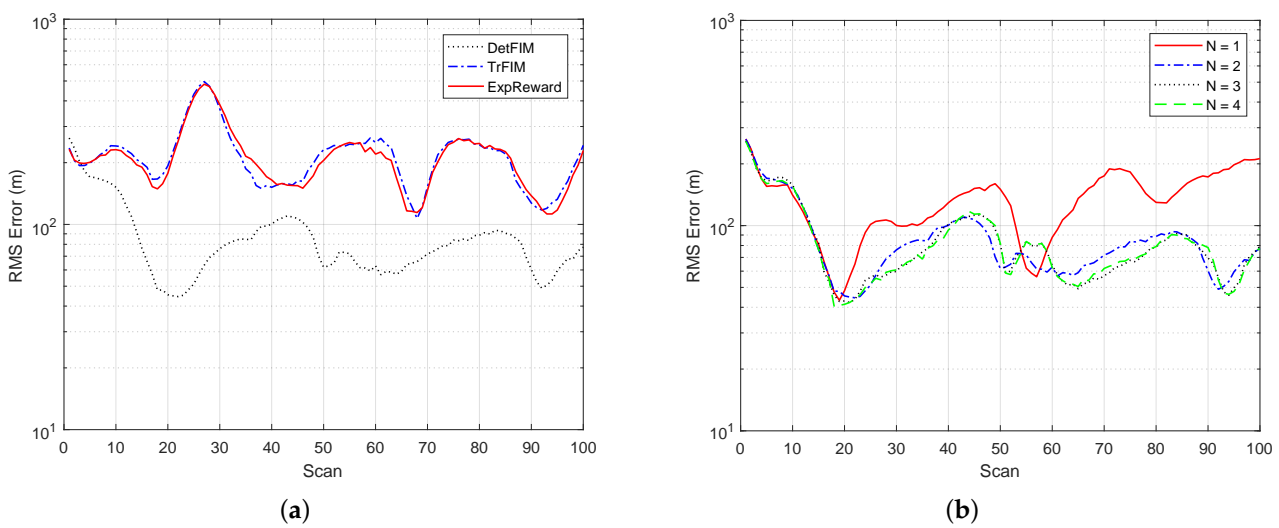 10³
10²
10¹
RMS Error (m)
0 10 20 30 40 50 60 70 80 90 100
Scan
DetFIM
TrFIM
ExpReward
(a)
10³
10²
10¹
RMS Error (m)
0 10 20 30 40 50 60 70 80 90 100
Scan
N = 1
N = 2
N = 3
N = 4
(b)